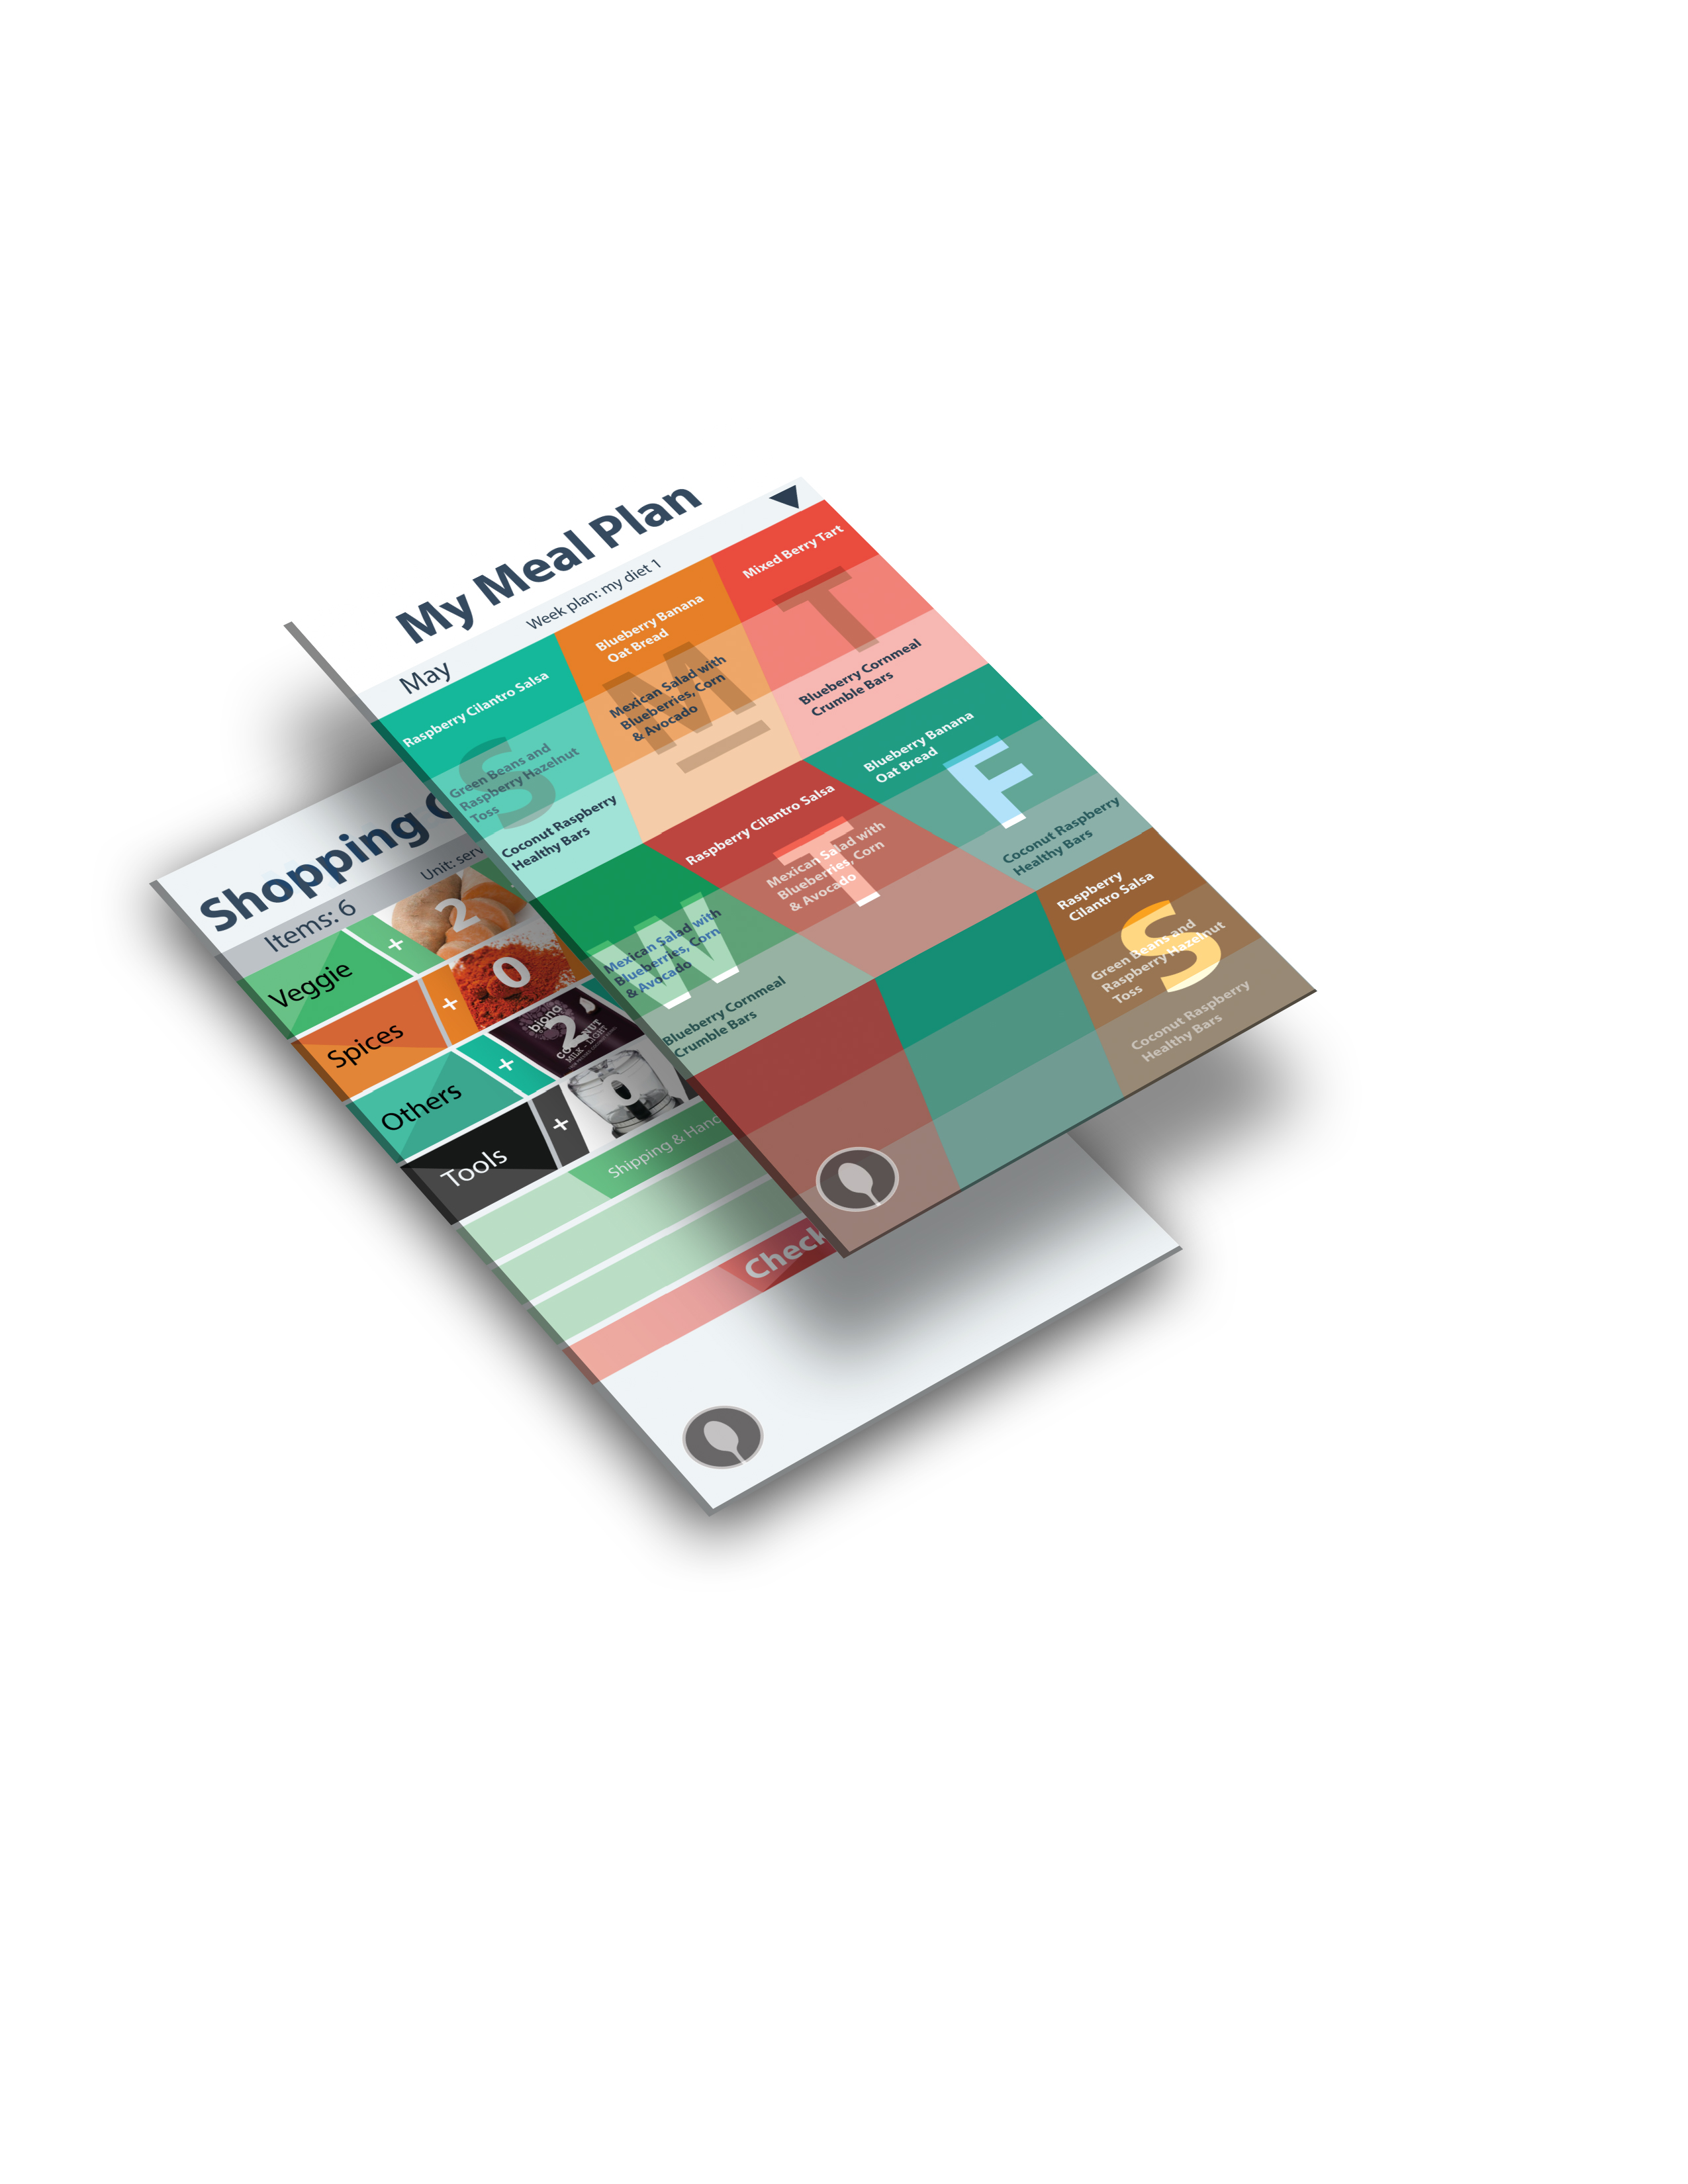 My Meal Plan
May
Week plan: my diet 1
Raspberry Cilantro Salsa
S
Green Beans and
Raspberry Hazelnut
Toss
Coconut Raspberry
Healthy Bars
Blueberry Banana
Oat Bread
M
Mexican Salad with
Blueberries, Corn
& Avocado
Mixed Berry Tart
T
Blueberry Cornmeal
Crumble Bars
W
Mexican Salad with
Blueberries, Corn
& Avocado
Blueberry Cornmeal
Crumble Bars
Raspberry Cilantro Salsa
T
Mexican Salad with
Blueberries, Corn
& Avocado
Blueberry Banana
Oat Bread
F
Coconut Raspberry
Healthy Bars
Raspberry
Cilantro Salsa
S
Green Beans and
Raspberry Hazelnut
Toss
Coconut Raspberry
Healthy Bars
Shopping
Items: 6
Unit:
Veggie
+
2
Spices
+
0
Others
+
2
biona
COCONUT
MILK - LIGHT
Tools
+
0
Shipping &
Check